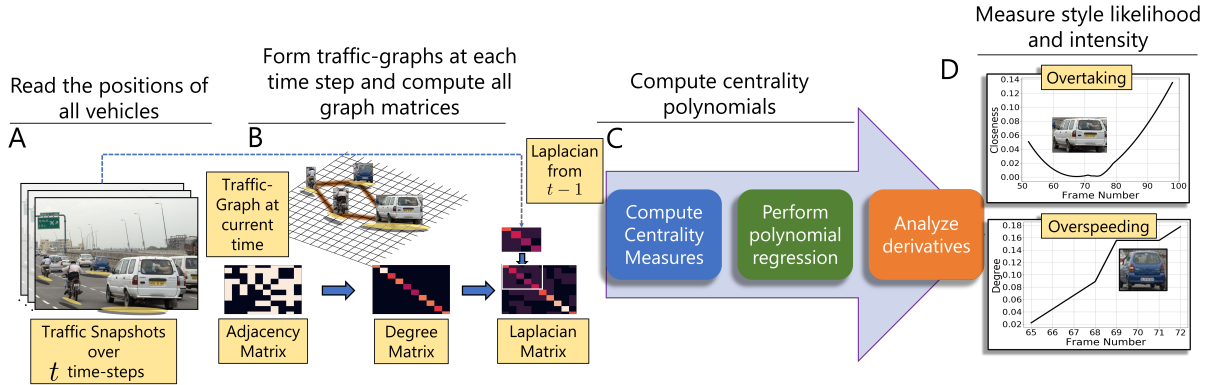 Read the positions of
all vehicles
A
Traffic Snapshots
over
t time-steps
Form traffic-graphs at each
time step and compute all
graph matrices
B
Traffic-
Graph at
current
time
Laplacian
from
t − 1
Adjacency
Matrix
Degree
Matrix
Laplacian
Matrix
Compute centrality
polynomials
C
Compute
Centrality
Measures
Perform
polynomial
regression
Analyze
derivatives
Measure style likelihood
and intensity
D
Overtaking
Closeness
0.14
0.12
0.10
0.08
0.06
0.04
0.02
0.00
50 60 70 80 90 100
Frame Number
Overspeeding
Degree
0.18
0.16
0.14
0.12
0.10
0.08
0.06
0.04
0.02
65 66 67 68 69 70 71 72
Frame Number